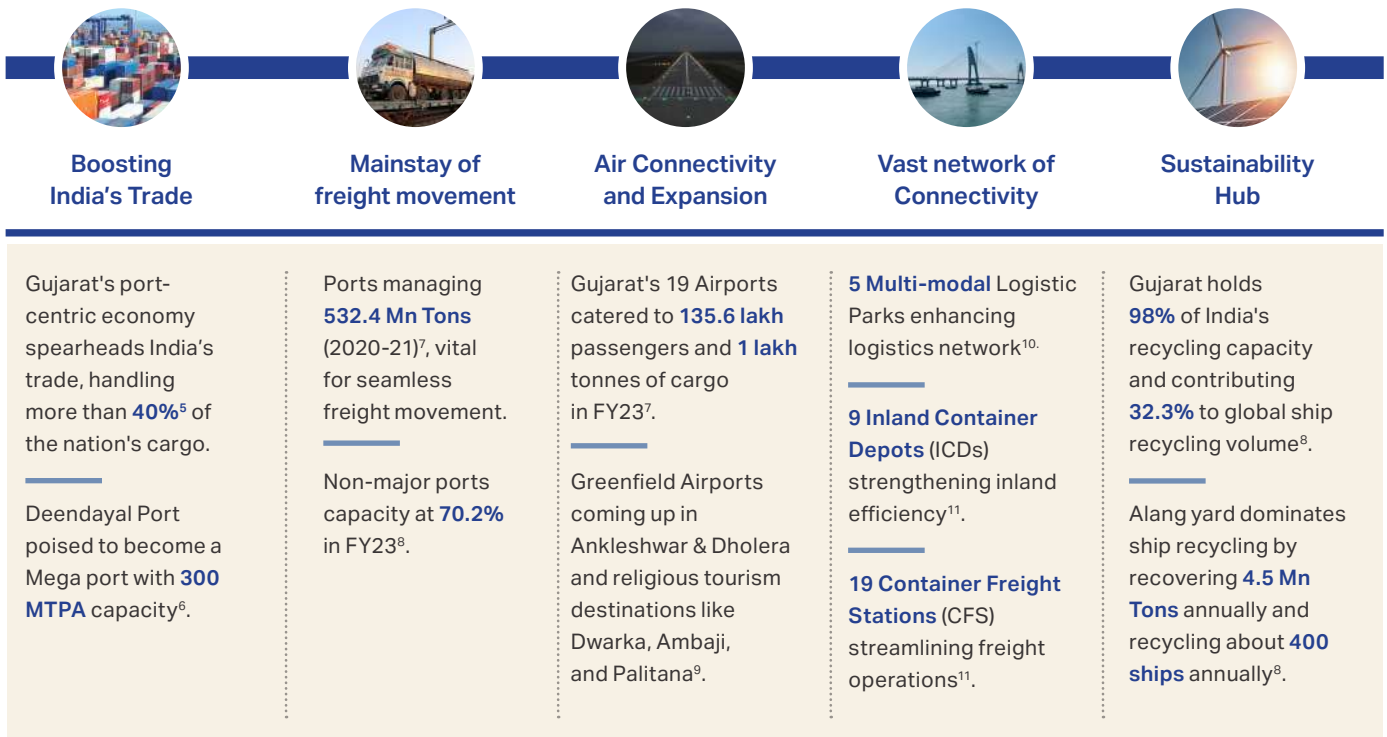 Boosting
India's Trade
Mainstay of
freight movement
Air Connectivity
and Expansion
Vast network of
Connectivity
Sustainability
Hub
Gujarat's port-
centric economy
spearheads India's
trade, handling
more than 40%⁵ of
the nation's cargo.
Deendayal Port
poised to become a
Mega port with 300
MTPA capacity⁶.
Ports managing
532.4 Mn Tons
(2020-21)⁷, vital
for seamless
freight movement.
Non-major ports
capacity at 70.2%
in FY23⁸.
Gujarat's 19 Airports
catered to 135.6 lakh
passengers and 1 lakh
tonnes of cargo
in FY23⁷.
Greenfield Airports
coming up in
Ankleshwar & Dholera
and religious tourism
destinations like
Dwarka, Ambaji,
and Palitana⁹.
5 Multi-modal Logistic
Parks enhancing
logistics network¹⁰.
9 Inland Container
Depots (ICDs)
strengthening inland
efficiency¹¹.
19 Container Freight
Stations (CFS)
streamlining freight
operations¹¹.
Gujarat holds
98% of India's
recycling capacity
and contributing
32.3% to global ship
recycling volume⁸.
Alang yard dominates
ship recycling by
recovering 4.5 Mn
Tons annually and
recycling about 400
ships annually⁸.